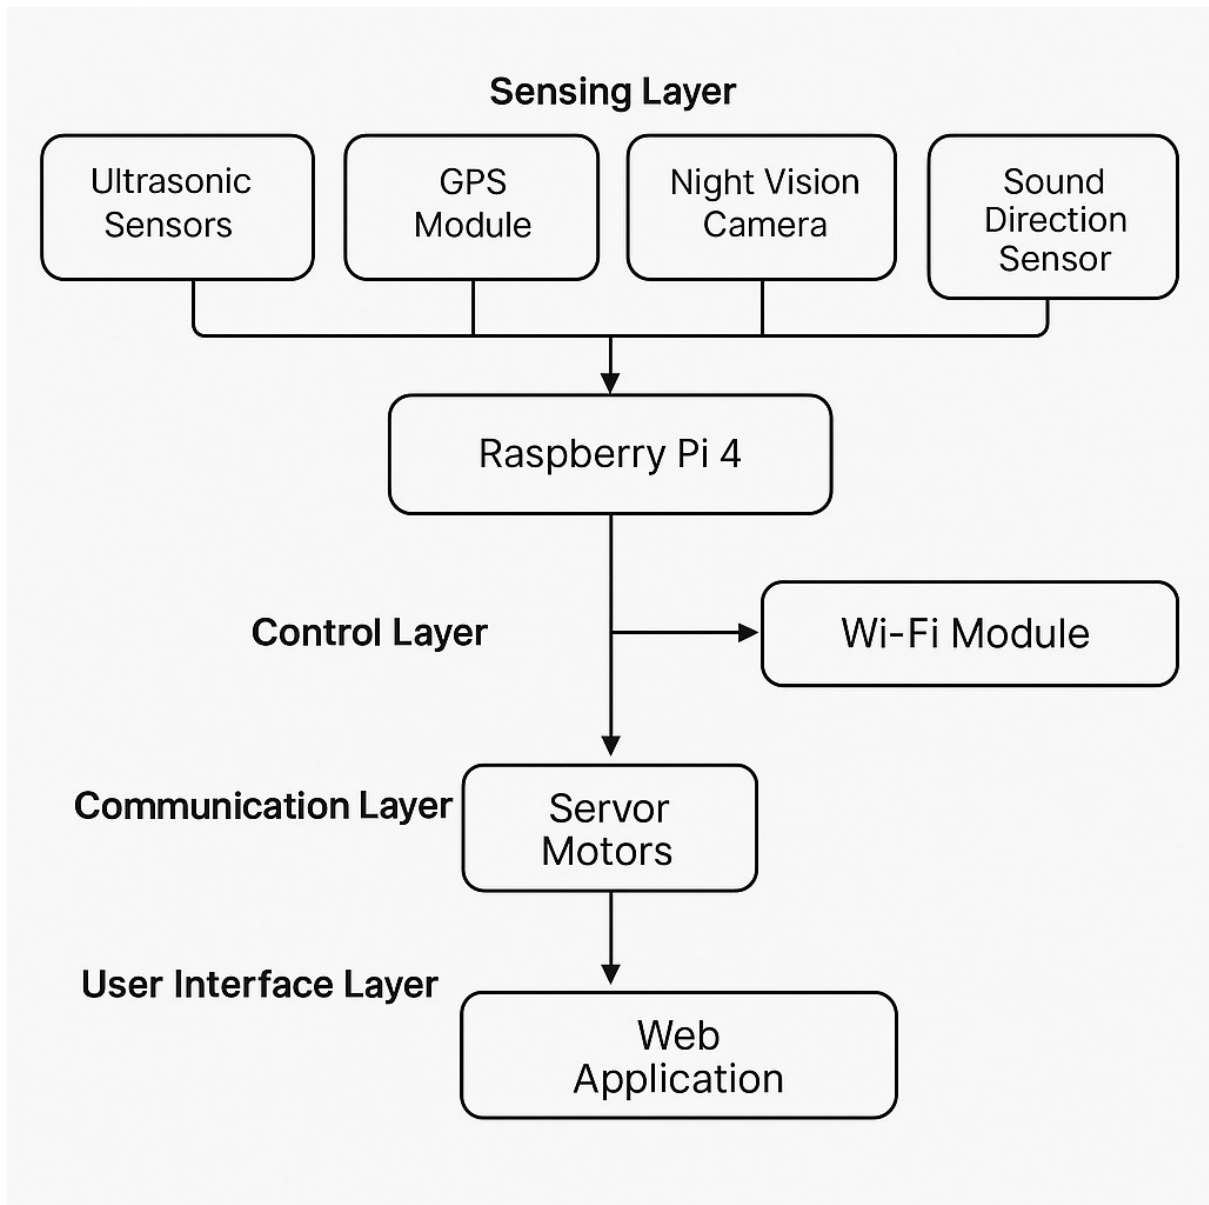 Sensing Layer
Ultrasonic
Sensors
GPS
Module
Night Vision
Camera
Sound
Direction
Sensor
Raspberry Pi 4
Control Layer
Wi-Fi Module
Communication Layer
Servor
Motors
User Interface Layer
Web
Application